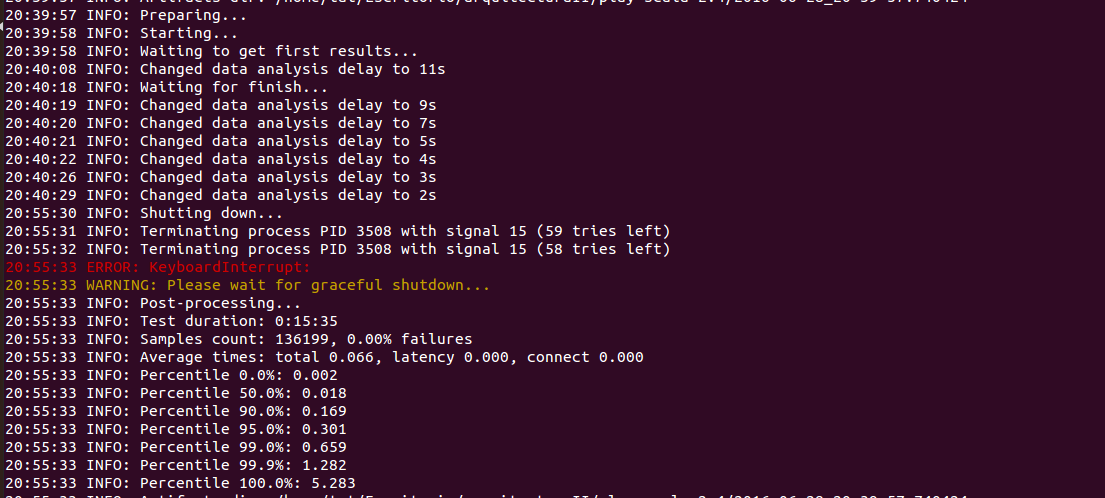 20:39:57 INFO: Preparing...
20:39:58 INFO: Starting...
20:39:58 INFO: Waiting to get first results...
20:40:08 INFO: Changed data analysis delay to 11s
20:40:18 INFO: Waiting for finish...
20:40:19 INFO: Changed data analysis delay to 9s
20:40:20 INFO: Changed data analysis delay to 7s
20:40:21 INFO: Changed data analysis delay to 5s
20:40:22 INFO: Changed data analysis delay to 4s
20:40:26 INFO: Changed data analysis delay to 3s
20:40:29 INFO: Changed data analysis delay to 2s
20:55:30 INFO: Shutting down...
20:55:31 INFO: Terminating process PID 3508 with signal 15 (59 tries left)
20:55:32 INFO: Terminating process PID 3508 with signal 15 (58 tries left)
20:55:33 ERROR: KeyboardInterrupt:
20:55:33 WARNING: Please wait for graceful shutdown...
20:55:33 INFO: Post-processing...
20:55:33 INFO: Test duration: 0:15:35
20:55:33 INFO: Samples count: 136199, 0.00% failures
20:55:33 INFO: Average times: total 0.066, latency 0.000, connect 0.000
20:55:33 INFO: Percentile 0.0%: 0.002
20:55:33 INFO: Percentile 50.0%: 0.018
20:55:33 INFO: Percentile 90.0%: 0.169
20:55:33 INFO: Percentile 95.0%: 0.301
20:55:33 INFO: Percentile 99.0%: 0.659
20:55:33 INFO: Percentile 99.9%: 1.282
20:55:33 INFO: Percentile 100.0%: 5.283